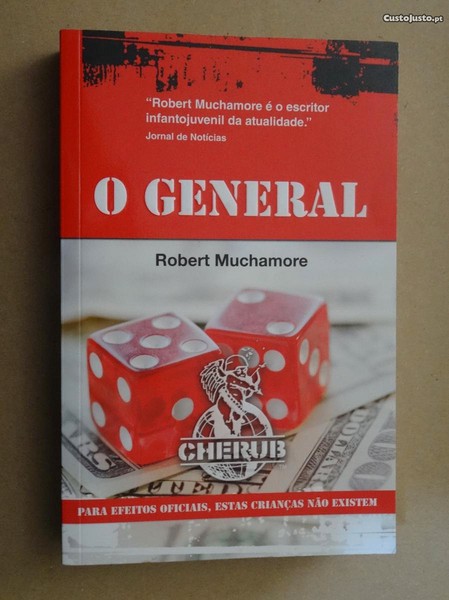 CustoJusto.pt
“Robert Muchamore é o escritor
infantojuvenil da atualidade.”
Jornal de Notícias
O GENERAL
Robert Muchamore
CHERUB
PARA EFEITOS OFICIAIS, ESTAS CRIANÇAS NÃO EXISTEM